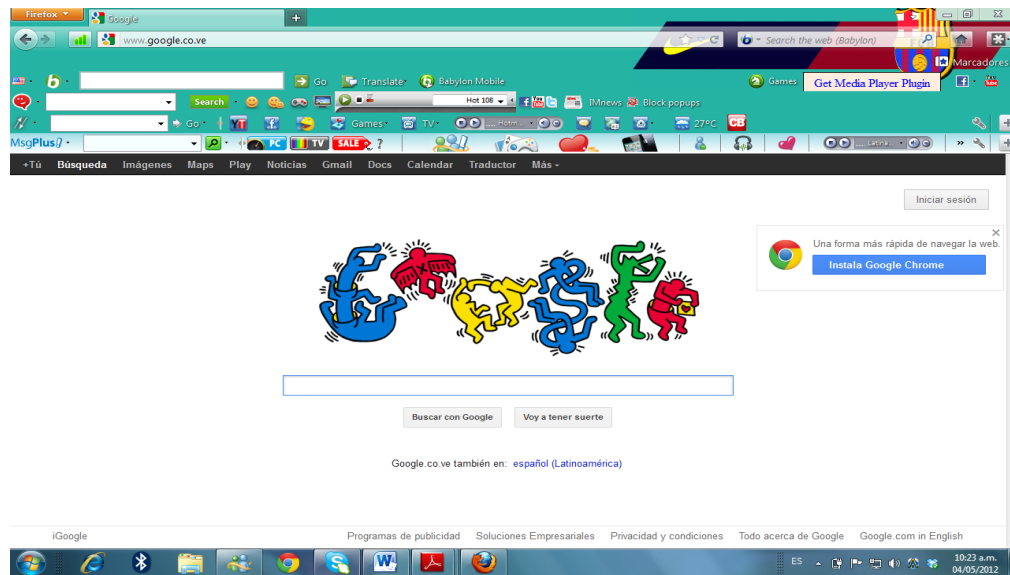 Firefox
Google
www.google.co.ve
Search the web (Babylon)
Marcadores
Go Translate Babylon Mobile Games Get Media Player Plugin
Search Hot 108 IMnews Block popups
Go YT Games TV 27°C CB
MsgPlus! PC TV SALE ?
+Tú Búsqueda Imágenes Maps Play Noticias Gmail Docs Calendar Traductor Más
Iniciar sesión
Una forma más rápida de navegar la web.
Instala Google Chrome
Buscar con Google Voy a tener suerte
Google.co.ve también en: español (Latinoamérica)
iGoogle Programas de publicidad Soluciones Empresariales Privacidad y condiciones Todo acerca de Google Google.com in English
ES 10:23 a.m.
04/05/2012